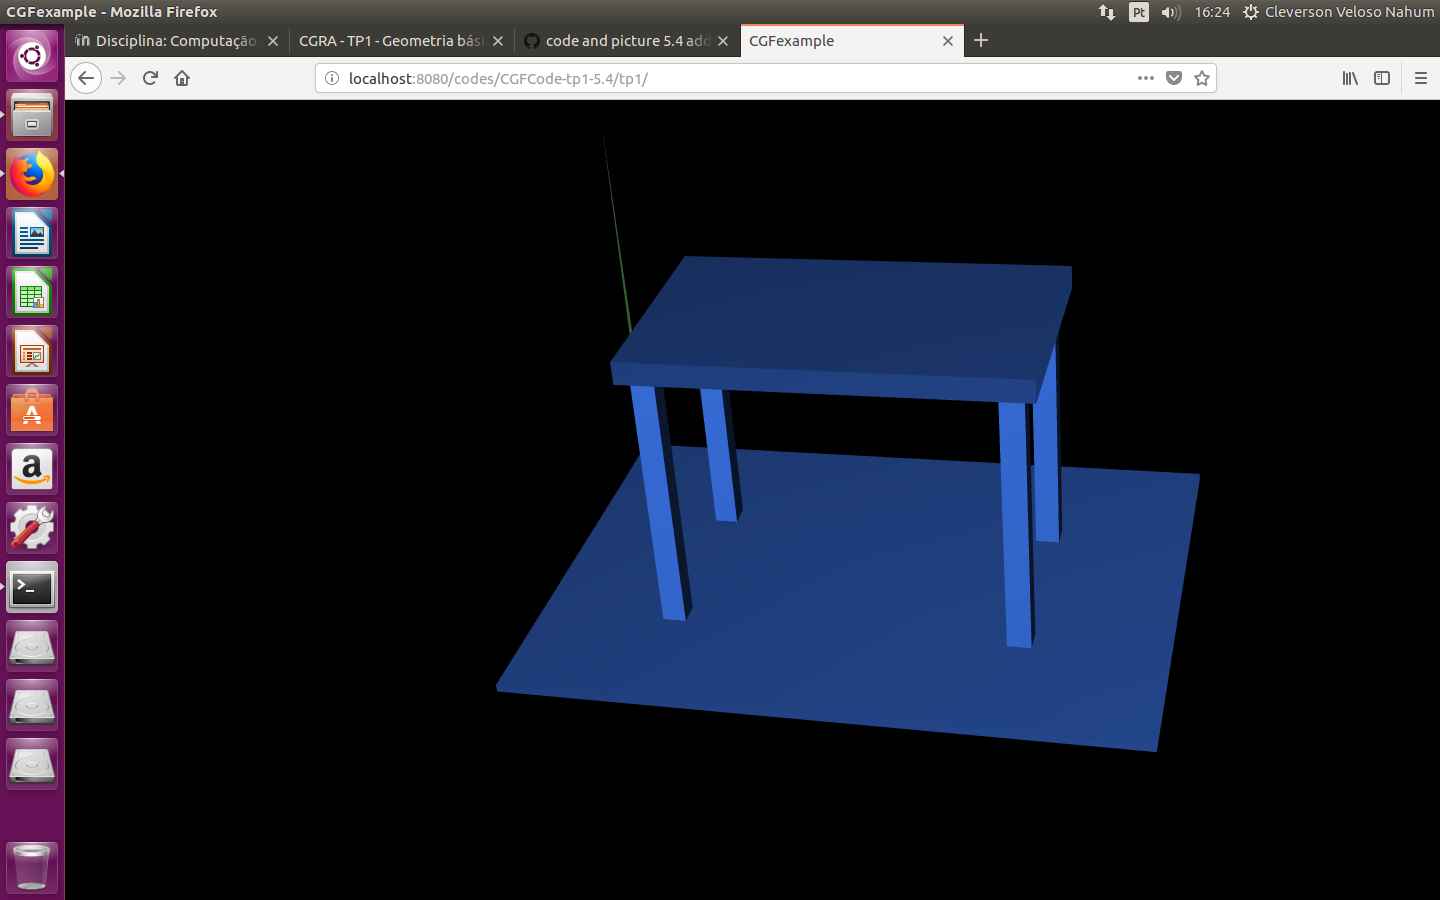 CGFexample - Mozilla Firefox
Pt
16:24
Cleverson Veloso Nahum
Disciplina: Computação
CGRA - TP1 - Geometria bás
code and picture 5.4 add
CGFexample
localhost:8080/codes/CGFCode-tp1-5.4/tp1/